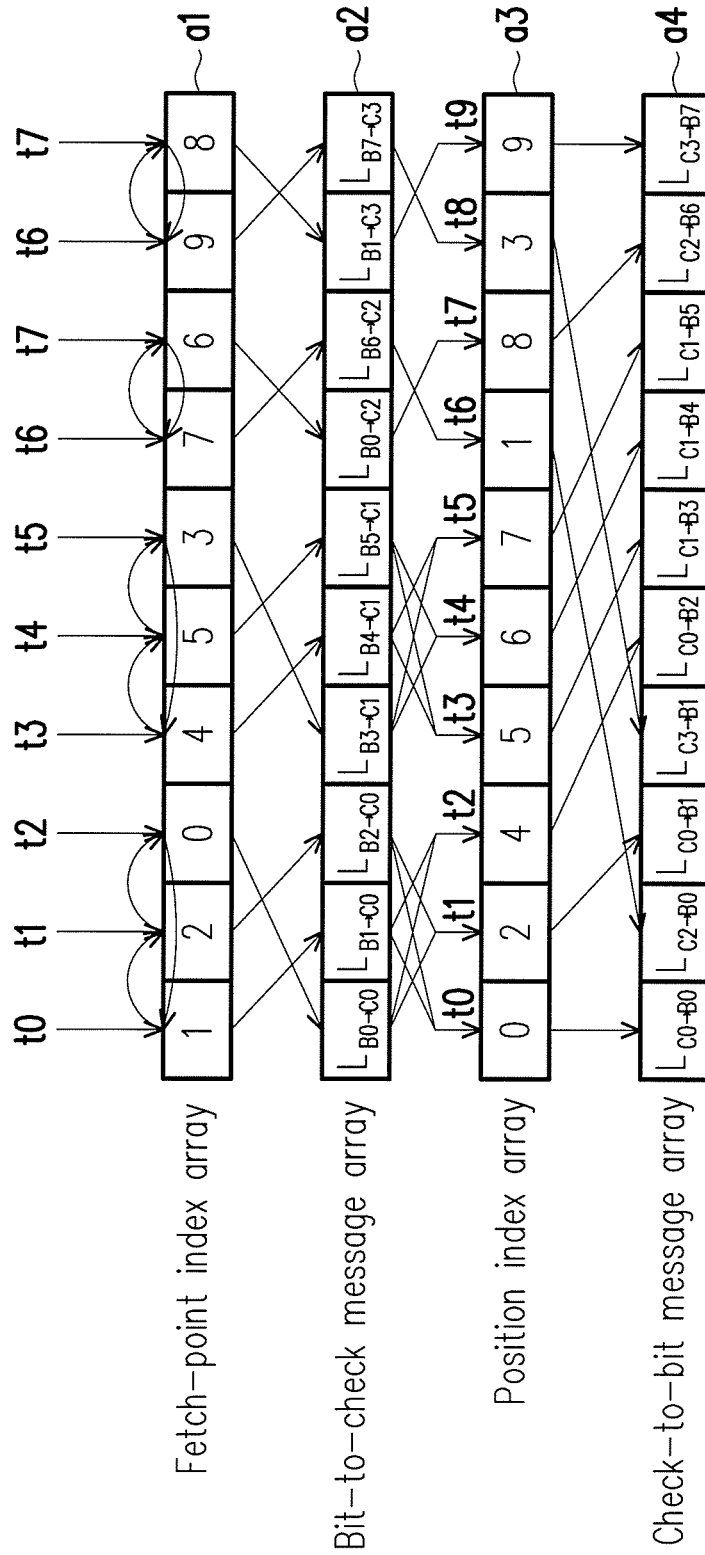 t0 t1 t2 t3 t4 t5 t6 t7 t6 t7
Fetch-point index array 1 2 0 4 5 3 7 6 9 8 a1
Bit-to-check message array L B0→C0 L B1→C0 L B2→C0 L B3→C1 L B4→C1 L B5→C1 L B0→C2 L B6→C2 L B1→C3 L B7→C3 a2
t0 t1 t2 t3 t4 t5 t6 t7 t8 t9
Position index array 0 2 4 5 6 7 1 8 3 9 a3
Check-to-bit message array L C0→B0 L C2→B0 L C0→B1 L C3→B1 L C0→B2 L C1→B3 L C1→B4 L C1→B5 L C2→B6 L C3→B7 a4